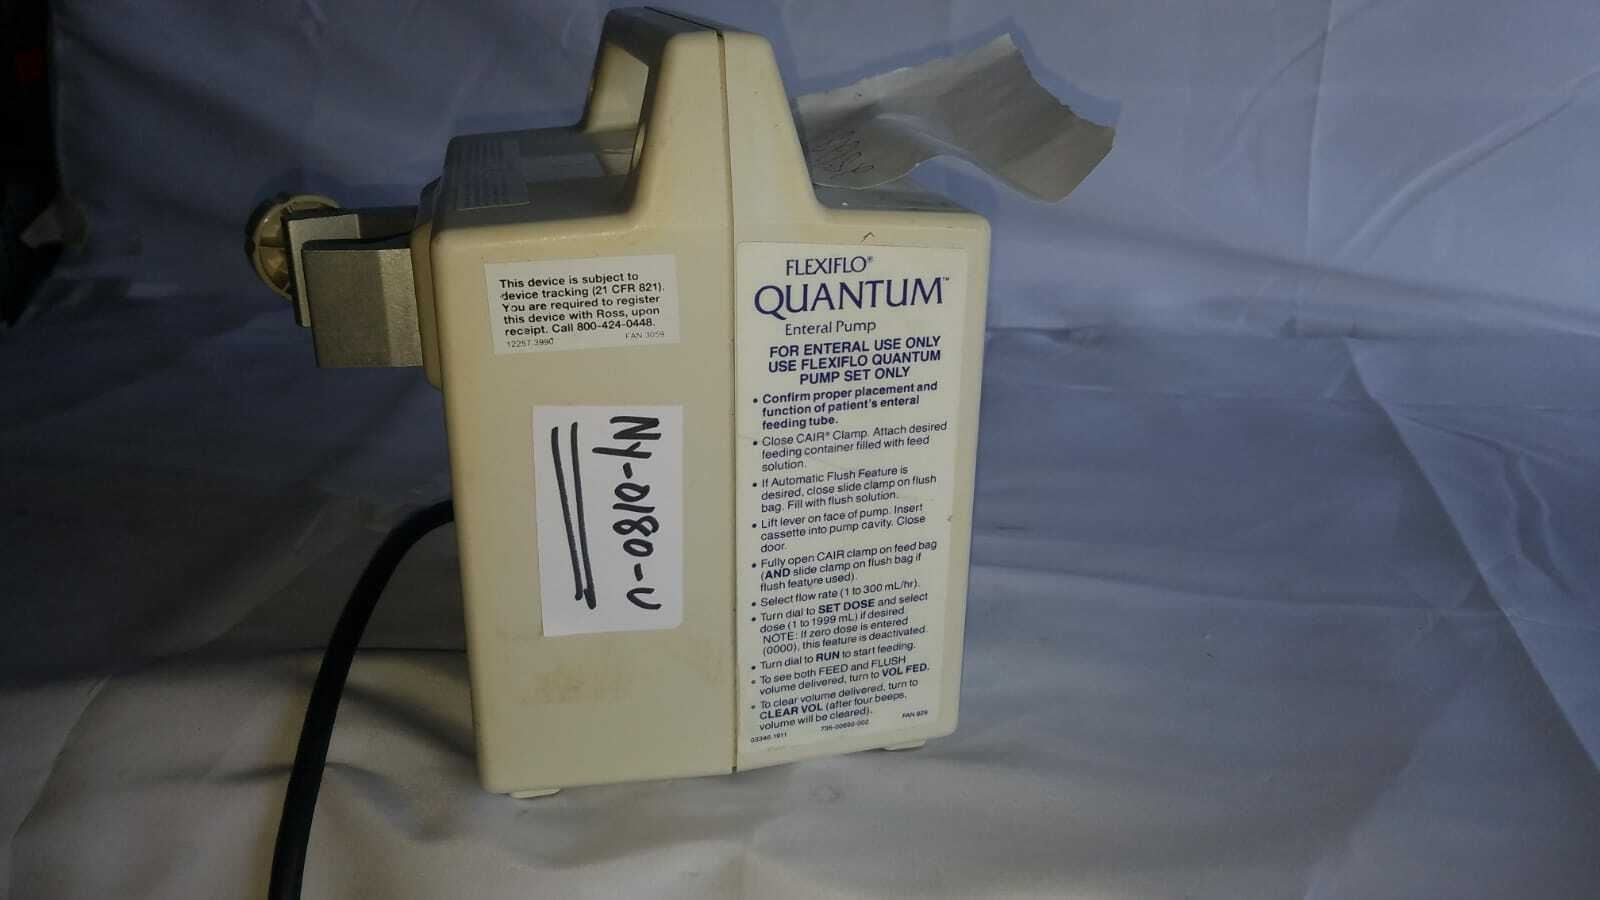 This device is subject to
device tracking (21 CFR 821).
You are required to register
this device with Ross, upon
receipt. Call 800-424-0448.
12257.3990 FAN 3059
NY-0180-U
FLEXIFLO®
QUANTUM™
Enteral Pump
FOR ENTERAL USE ONLY
USE FLEXIFLO QUANTUM
PUMP SET ONLY
• Confirm proper placement and
function of patient's enteral
feeding tube.
• Close CAIR® Clamp. Attach desired
feeding container filled with feed
solution.
• If Automatic Flush Feature is
desired, close slide clamp on flush
bag. Fill with flush solution.
• Lift lever on face of pump. Insert
cassette into pump cavity. Close
door.
• Fully open CAIR clamp on feed bag
(AND slide clamp on flush bag if
flush feature used).
• Select flow rate (1 to 300 mL/hr).
• Turn dial to SET DOSE and select
dose (1 to 1999 mL) if desired.
NOTE: If zero dose is entered
(0000), this feature is deactivated.
• Turn dial to RUN to start feeding.
• To see both FEED and FLUSH
volume delivered, turn to VOL FED.
• To clear volume delivered, turn to
CLEAR VOL (after four beeps,
volume will be cleared).
03340.1911 FAN 929